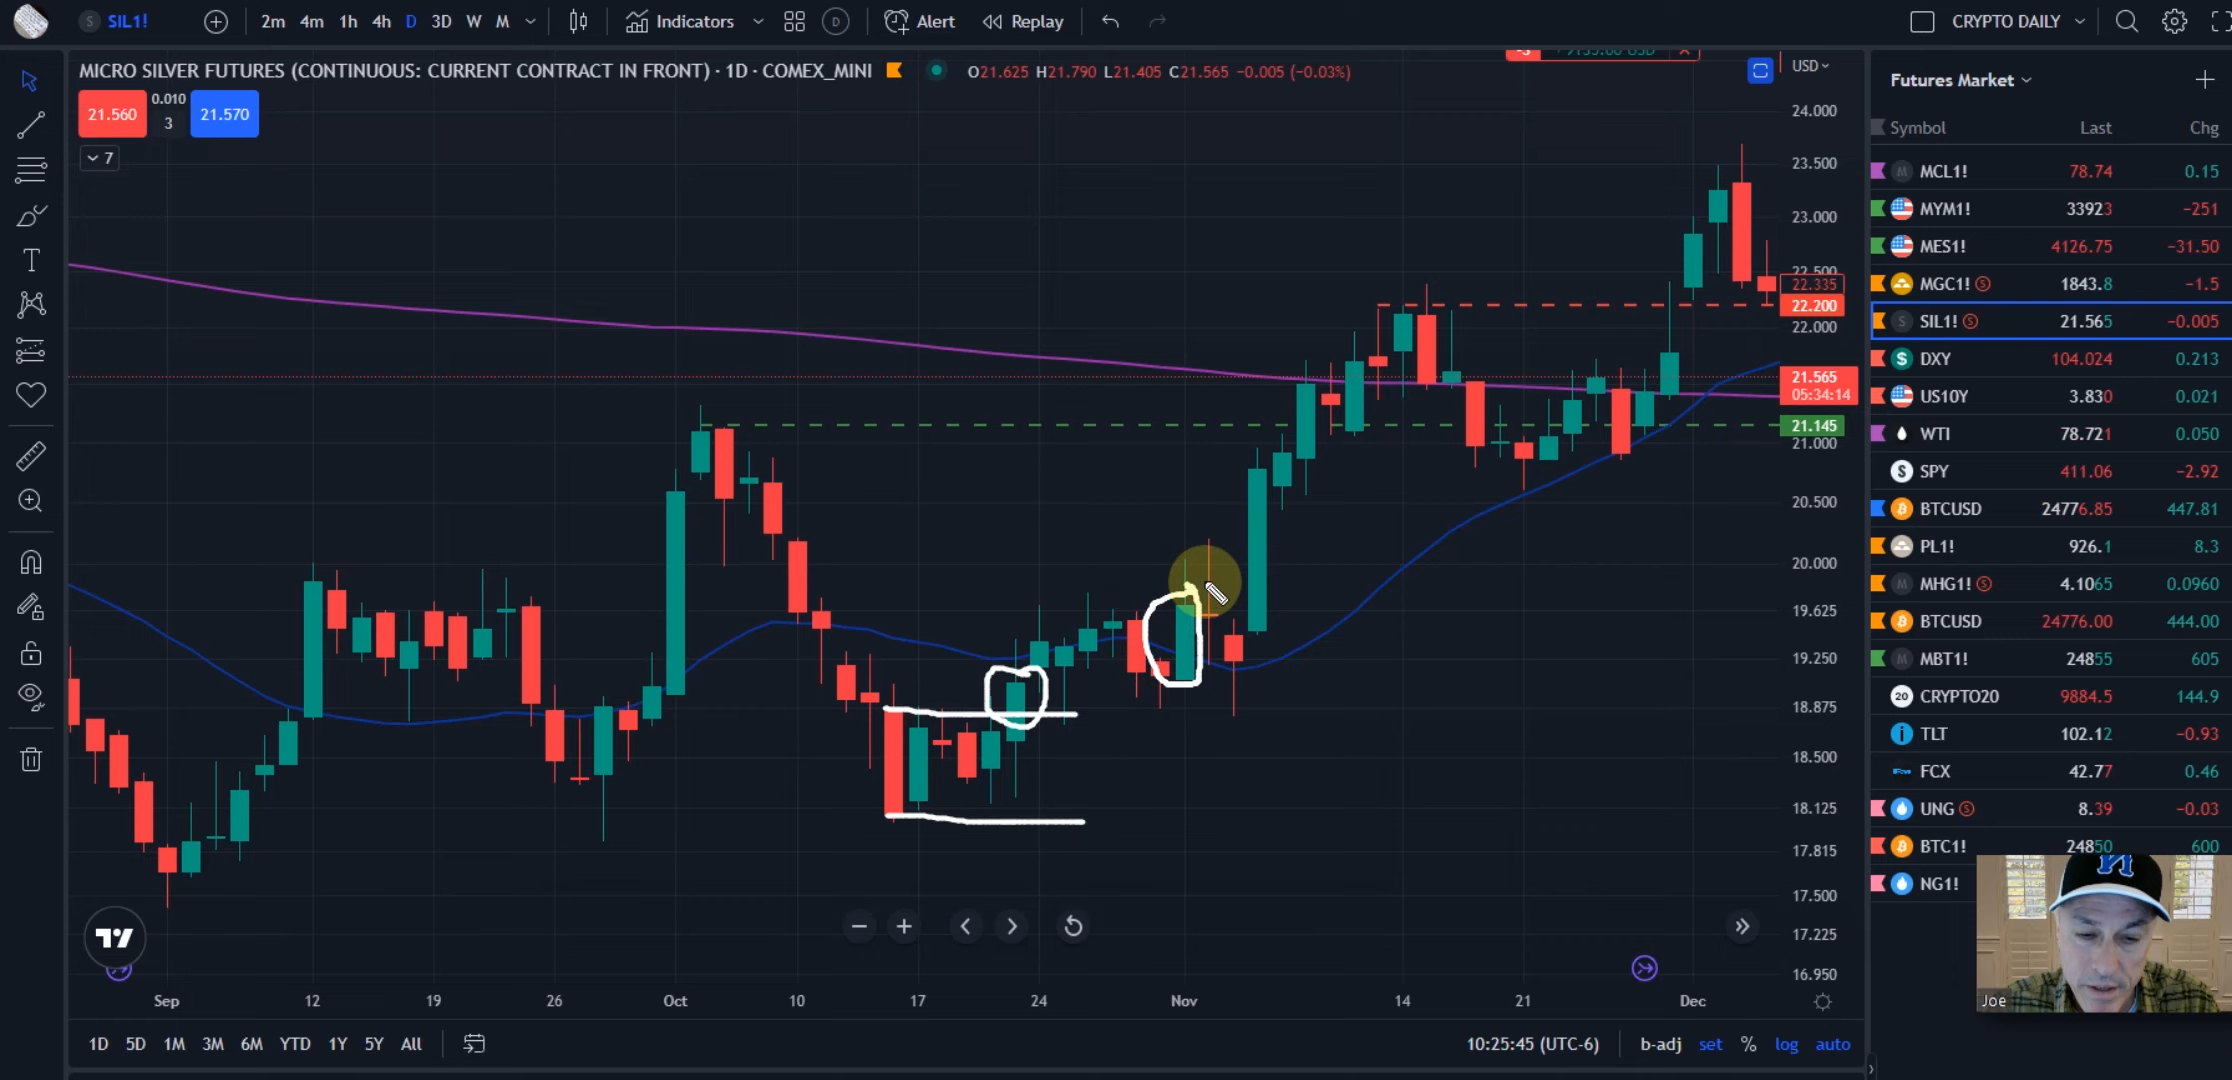 SIL1! 2m 4m 1h 4h D 3D W M Indicators D Alert Replay CRYPTO DAILY
MICRO SILVER FUTURES (CONTINUOUS: CURRENT CONTRACT IN FRONT) · 1D · COMEX_MINI O21.625 H21.790 L21.405 C21.565 −0.005 (−0.03%)
USD
21.560 0.010 3 21.570
7
24.000
23.500
23.000
22.500
22.335
22.200
22.000
21.565
05:34:14
21.145
21.000
20.500
20.000
19.625
19.250
18.875
18.500
18.125
17.815
17.500
17.225
16.950
Sep 12 19 26 Oct 10 17 24 Nov 14 21 Dec
1D 5D 1M 3M 6M YTD 1Y 5Y All 10:25:45 (UTC-6) b-adj set % log auto
Futures Market
Symbol Last Chg
MCL1! 78.74 0.15
MYM1! 33923 −251
MES1! 4126.75 −31.50
MGC1! 1843.8 −1.5
SIL1! 21.565 −0.005
DXY 104.024 0.213
US10Y 3.830 0.021
WTI 78.721 0.050
SPY 411.06 −2.92
BTCUSD 24776.85 447.81
PL1! 926.1 8.3
MHG1! 4.1065 0.0960
BTCUSD 24776.00 444.00
MBT1! 24855 605
CRYPTO20 9884.5 144.9
TLT 102.12 −0.93
FCX 42.77 0.46
UNG 8.39 −0.03
BTC1! 24850 600
NG1!
Joe